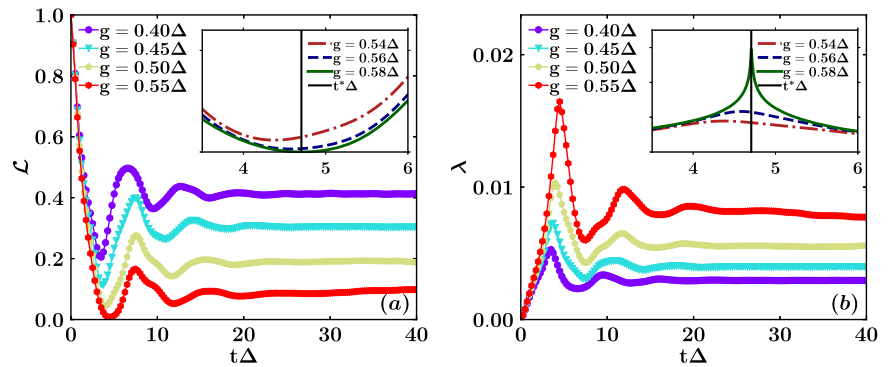 1.0
0.8
0.6
0.4
0.2
0.0
ℒ
0
10
20
30
40
tΔ
g = 0.40Δ
g = 0.45Δ
g = 0.50Δ
g = 0.55Δ
g = 0.54Δ
g = 0.56Δ
g = 0.58Δ
t*Δ
4
5
6
(a)
0.02
0.01
0.00
λ
0
10
20
30
40
tΔ
g = 0.40Δ
g = 0.45Δ
g = 0.50Δ
g = 0.55Δ
g = 0.54Δ
g = 0.56Δ
g = 0.58Δ
t*Δ
4
5
6
(b)